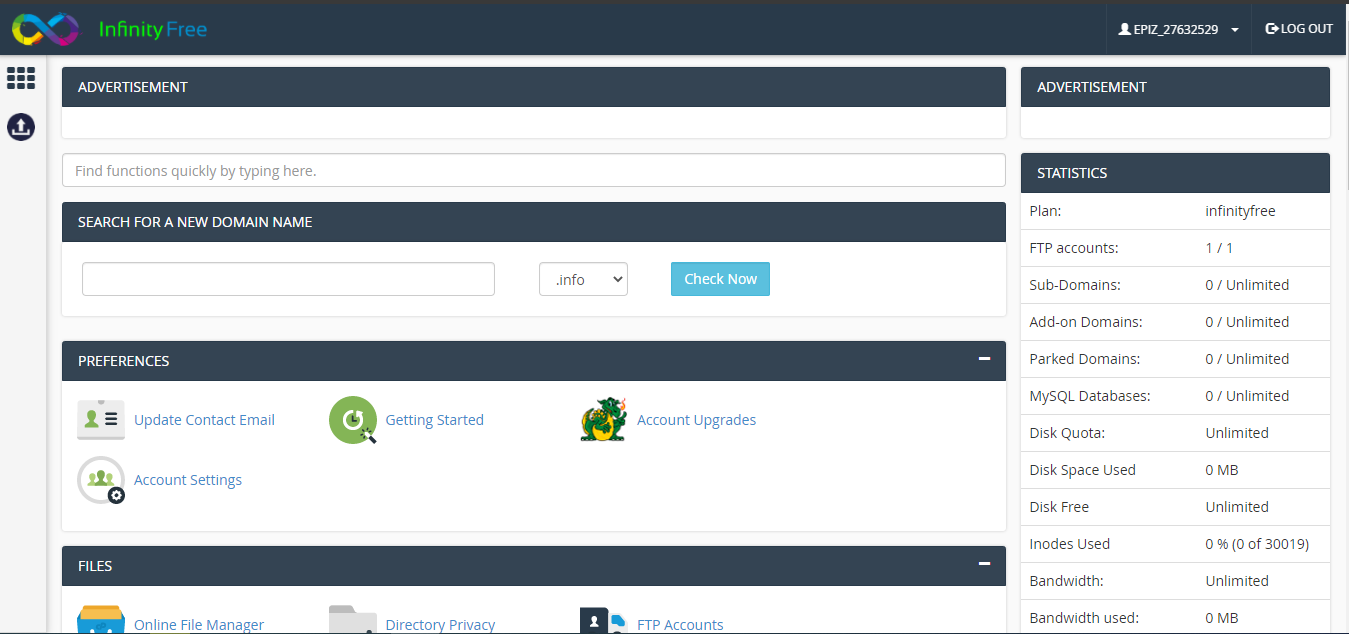 Infinity Free
EPIZ_27632529
LOG OUT
ADVERTISEMENT
Find functions quickly by typing here.
SEARCH FOR A NEW DOMAIN NAME
.info
Check Now
PREFERENCES
Update Contact Email
Getting Started
Account Upgrades
Account Settings
FILES
Online File Manager
Directory Privacy
FTP Accounts
ADVERTISEMENT
STATISTICS
Plan: infinityfree
FTP accounts: 1 / 1
Sub-Domains: 0 / Unlimited
Add-on Domains: 0 / Unlimited
Parked Domains: 0 / Unlimited
MySQL Databases: 0 / Unlimited
Disk Quota: Unlimited
Disk Space Used 0 MB
Disk Free Unlimited
Inodes Used 0 % (0 of 30019)
Bandwidth: Unlimited
Bandwidth used: 0 MB